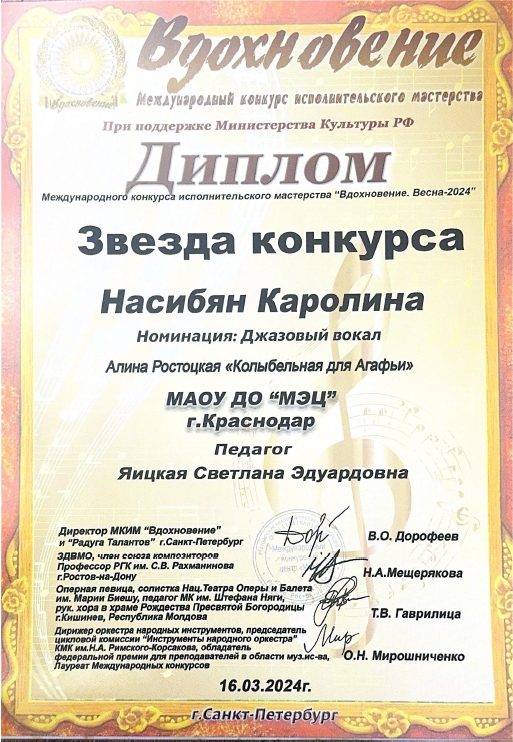 Вдохновение
Вдохновение
Международный конкурс исполнительского мастерства
При поддержке Министерства Культуры РФ
Диплом
Международного конкурса исполнительского мастерства “Вдохновение. Весна-2024”
Звезда конкурса
Насибян Каролина
Номинация: Джазовый вокал
Алина Ростоцкая «Колыбельная для Агафьи»
МАОУ ДО “МЭЦ”
г.Краснодар
Педагог
Яицкая Светлана Эдуардовна
Директор МКИМ “Вдохновение”
и “Радуга Талантов” г.Санкт-Петербург
В.О. Дорофеев
ЗДВМО, член союза композиторов
Профессор РГК им. С.В. Рахманинова
г.Ростов-на-Дону
Н.А.Мещерякова
Оперная певица, солистка Нац.Театра Оперы и Балета
им. Марии Биешу, педагог МК им. Штефана Няги,
рук. хора в храме Рождества Пресвятой Богородицы
г.Кишинев, Республика Молдова
Т.В. Гаврилица
Дирижер оркестра народных инструментов, председатель
цикловой комиссии “Инструменты народного оркестра”
КМК им.Н.А. Римского-Корсакова, обладатель
федеральной премии для преподавателей в области муз.ис-ва,
Лауреат Международных конкурсов
О.Н. Мирошниченко
16.03.2024г.
г.Санкт-Петербург